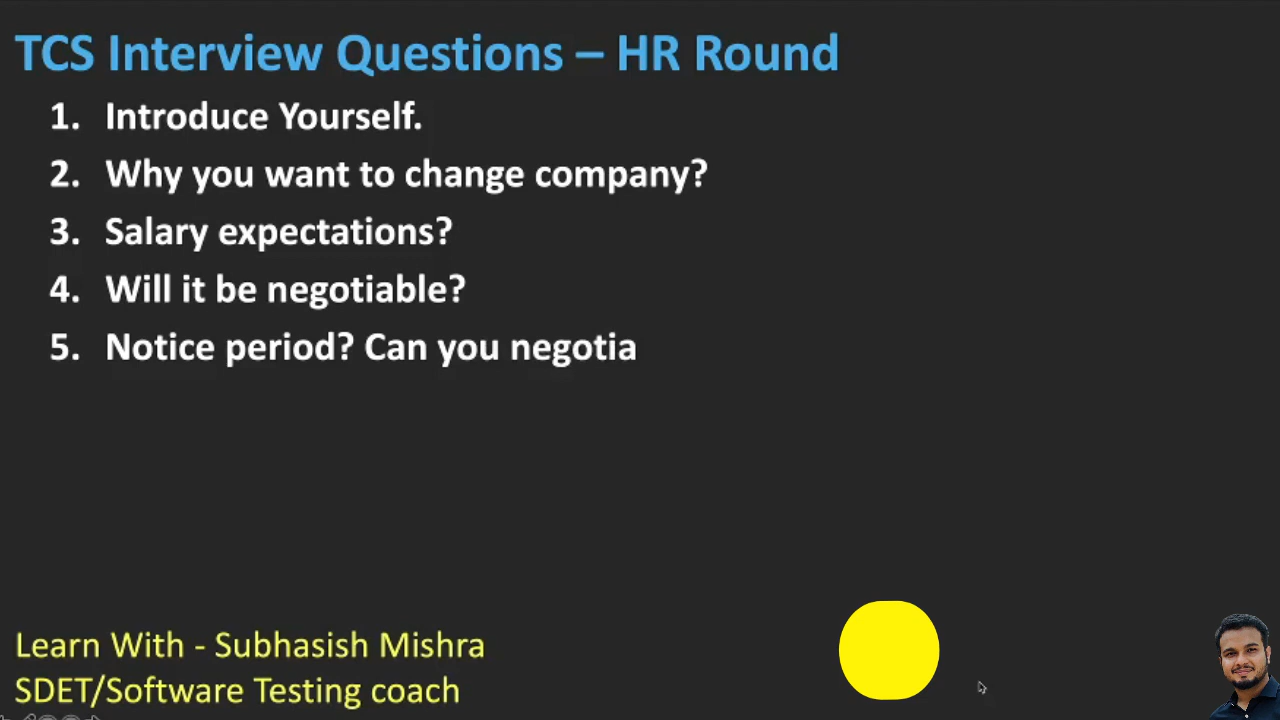 TCS Interview Questions – HR Round
1. Introduce Yourself.
2. Why you want to change company?
3. Salary expectations?
4. Will it be negotiable?
5. Notice period? Can you negotia
Learn With - Subhasish Mishra
SDET/Software Testing coach